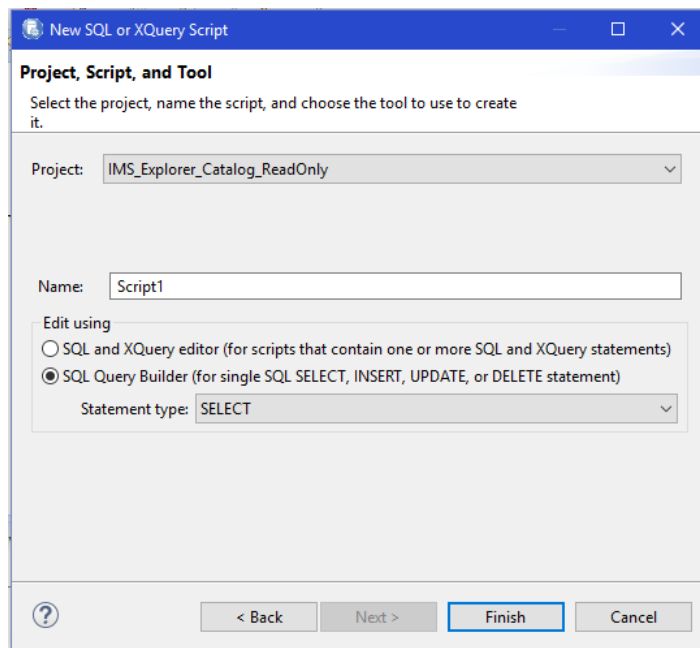 New SQL or XQuery Script
Project, Script, and Tool
Select the project, name the script, and choose the tool to use to create
it.
Project: IMS_Explorer_Catalog_ReadOnly
Name: Script1
Edit using
SQL and XQuery editor (for scripts that contain one or more SQL and XQuery statements)
SQL Query Builder (for single SQL SELECT, INSERT, UPDATE, or DELETE statement)
Statement type: SELECT
? < Back Next > Finish Cancel